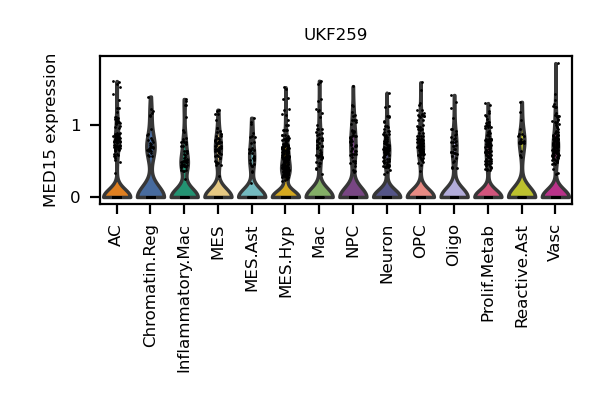 UKF259
MED15 expression
1
0
AC
Chromatin.Reg
Inflammatory.Mac
MES
MES.Ast
MES.Hyp
Mac
NPC
Neuron
OPC
Oligo
Prolif.Metab
Reactive.Ast
Vasc